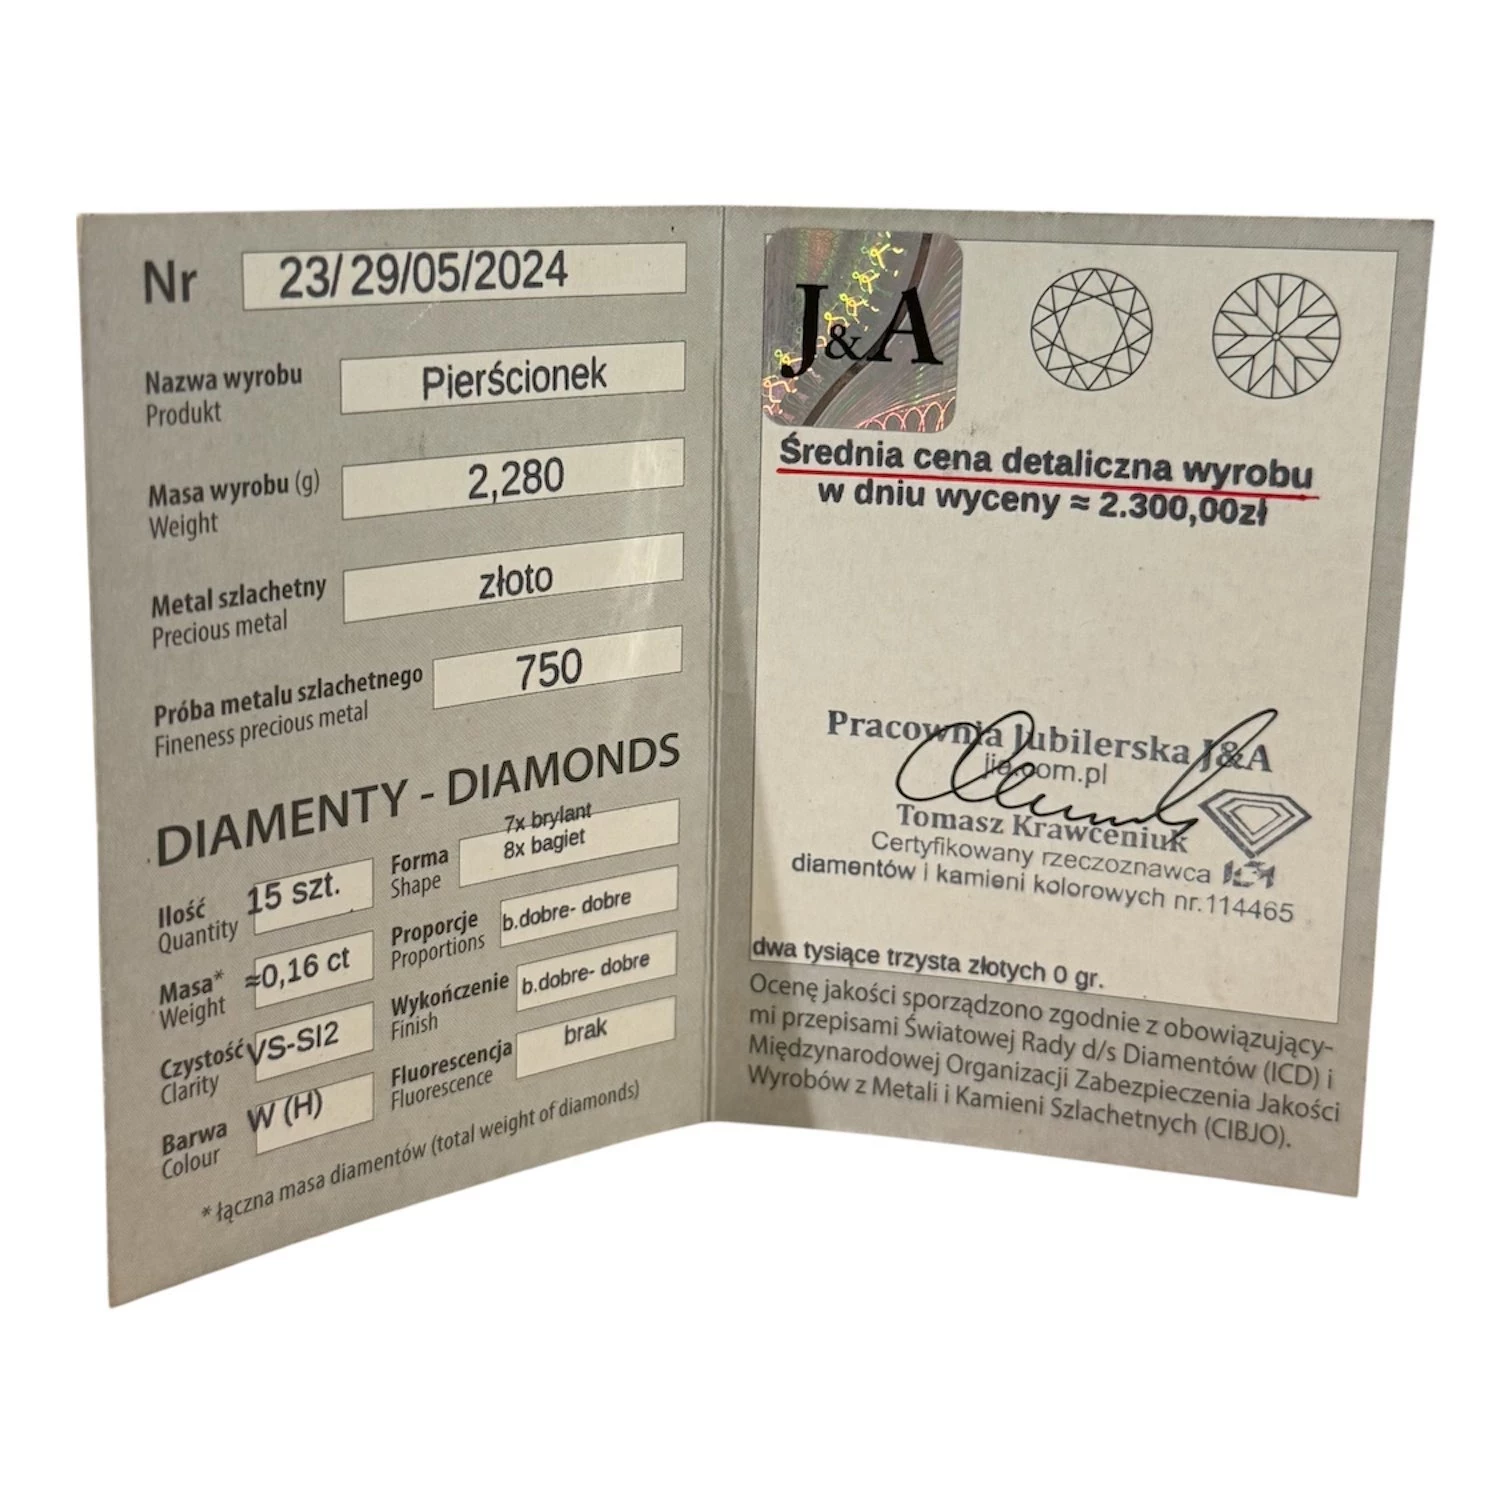 Nr 23/29/05/2024
Nazwa wyrobu
Produkt
Pierścionek
Masa wyrobu (g)
Weight
2,280
Metal szlachetny
Precious metal
złoto
Próba metalu szlachetnego
Fineness precious metal
750
DIAMENTY - DIAMONDS
Ilość
Quantity
15 szt.
Forma
Shape
7x brylant
8x bagiet
Masa*
Weight
≈0,16 ct
Proporcje
Proportions
b.dobre- dobre
Czystość
Clarity
VS-SI2
Wykończenie
Finish
b.dobre- dobre
Barwa
Colour
W (H)
Fluorescencja
Fluorescence
brak
* łączna masa diamentów (total weight of diamonds)
J&A
Średnia cena detaliczna wyrobu
w dniu wyceny ≈ 2.300,00zł
Pracownia Jubilerska J&A
jia.com.pl
Tomasz Krawceniuk
Certyfikowany rzeczoznawca
diamentów i kamieni kolorowych nr.114465
dwa tysiące trzysta złotych 0 gr.
Ocenę jakości sporządzono zgodnie z obowiązujący-
mi przepisami Światowej Rady d/s Diamentów (ICD) i
Międzynarodowej Organizacji Zabezpieczenia Jakości
Wyrobów z Metali i Kamieni Szlachetnych (CIBJO).